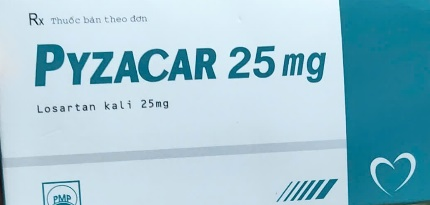 Rx Thuốc bán theo đơn
PYZACAR 25 mg
Losartan kali 25mg
PMP